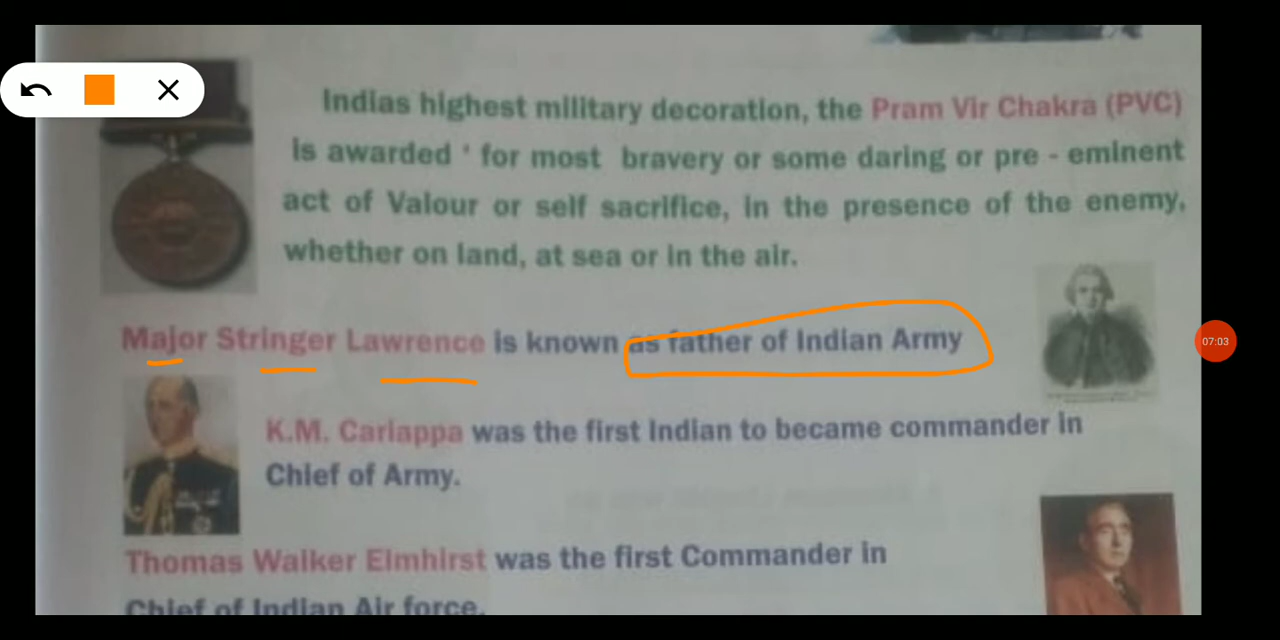 Indias highest military decoration, the Pram Vir Chakra (PVC)
is awarded ' for most bravery or some daring or pre - eminent
act of Valour or self sacrifice, in the presence of the enemy,
whether on land, at sea or in the air.
Major Stringer Lawrence is known as father of Indian Army
07:03
K.M. Cariappa was the first Indian to became commander in
Chief of Army.
Thomas Walker Elmhirst was the first Commander in
Chief of Indian Air force.